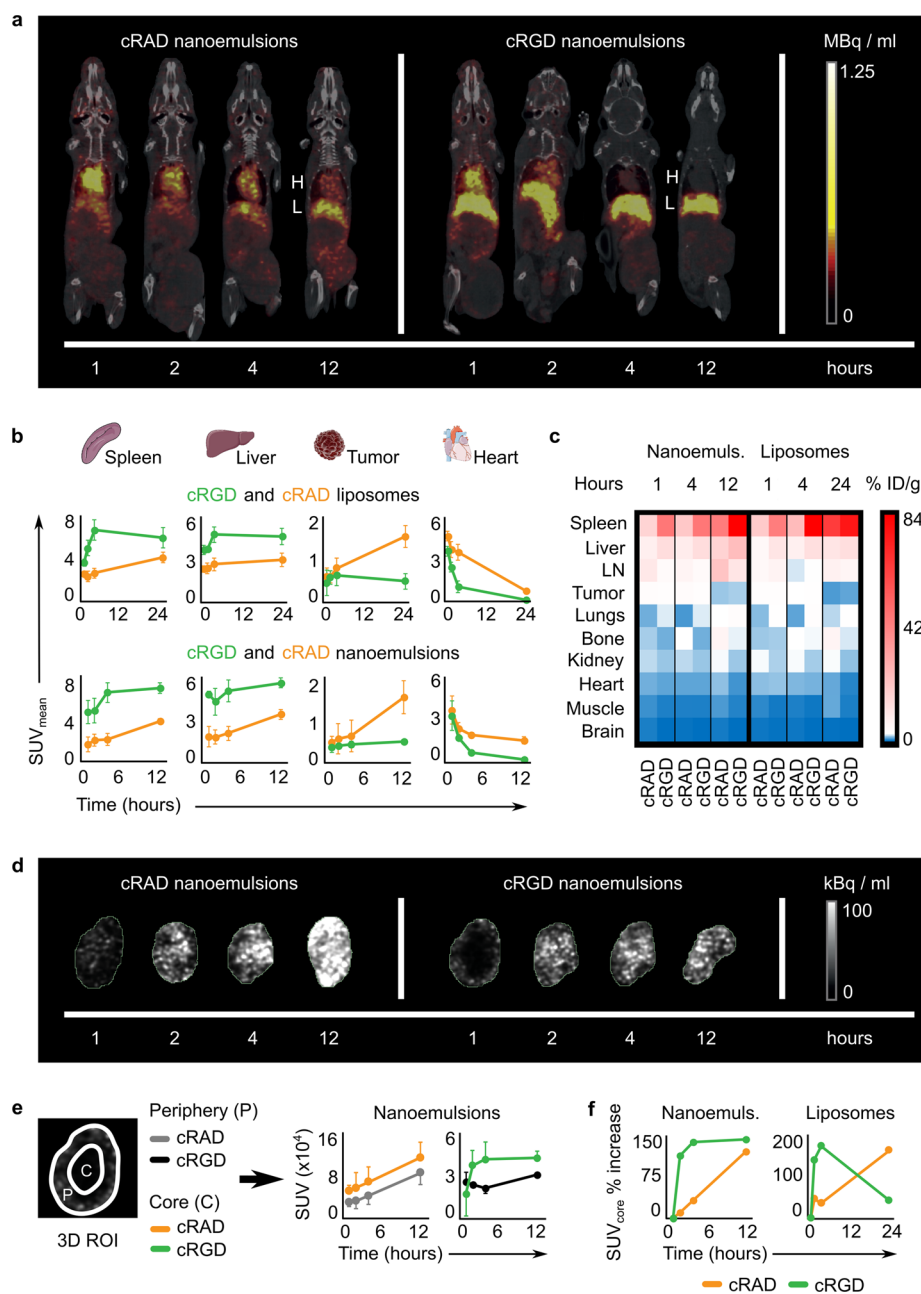 a
cRAD nanoemulsions cRGD nanoemulsions MBq / ml
1.25
H H
L L
0
1 2 4 12 1 2 4 12 hours
b
Spleen Liver Tumor Heart
cRGD and cRAD liposomes
8 6 2 6
4 3 1 3
0 0 0 0
0 12 24 0 12 24 0 12 24 0 12 24
cRGD and cRAD nanoemulsions
8 6 2 6
4 3 1 3
0 0 0 0
0 6 12 0 6 12 0 6 12 0 6 12
SUVmean
Time (hours)
c
Nanoemuls. Liposomes
Hours 1 4 12 1 4 24 % ID/g
Spleen
Liver
LN
Tumor
Lungs
Bone
Kidney
Heart
Muscle
Brain
84
42
0
cRAD cRGD cRAD cRGD cRAD cRGD cRAD cRGD cRAD cRGD cRAD cRGD
d
cRAD nanoemulsions cRGD nanoemulsions kBq / ml
100
0
1 2 4 12 1 2 4 12 hours
e
C
P
3D ROI
Periphery (P)
cRAD
cRGD
Core (C)
cRAD
cRGD
Nanoemulsions
SUV (x10⁴)
16 6
8 3
0 0
0 6 12 0 6 12
Time (hours)
f
Nanoemuls. Liposomes
SUVcore % increase
150 200
75 100
0 0
0 6 12 0 12 24
Time (hours)
cRAD cRGD